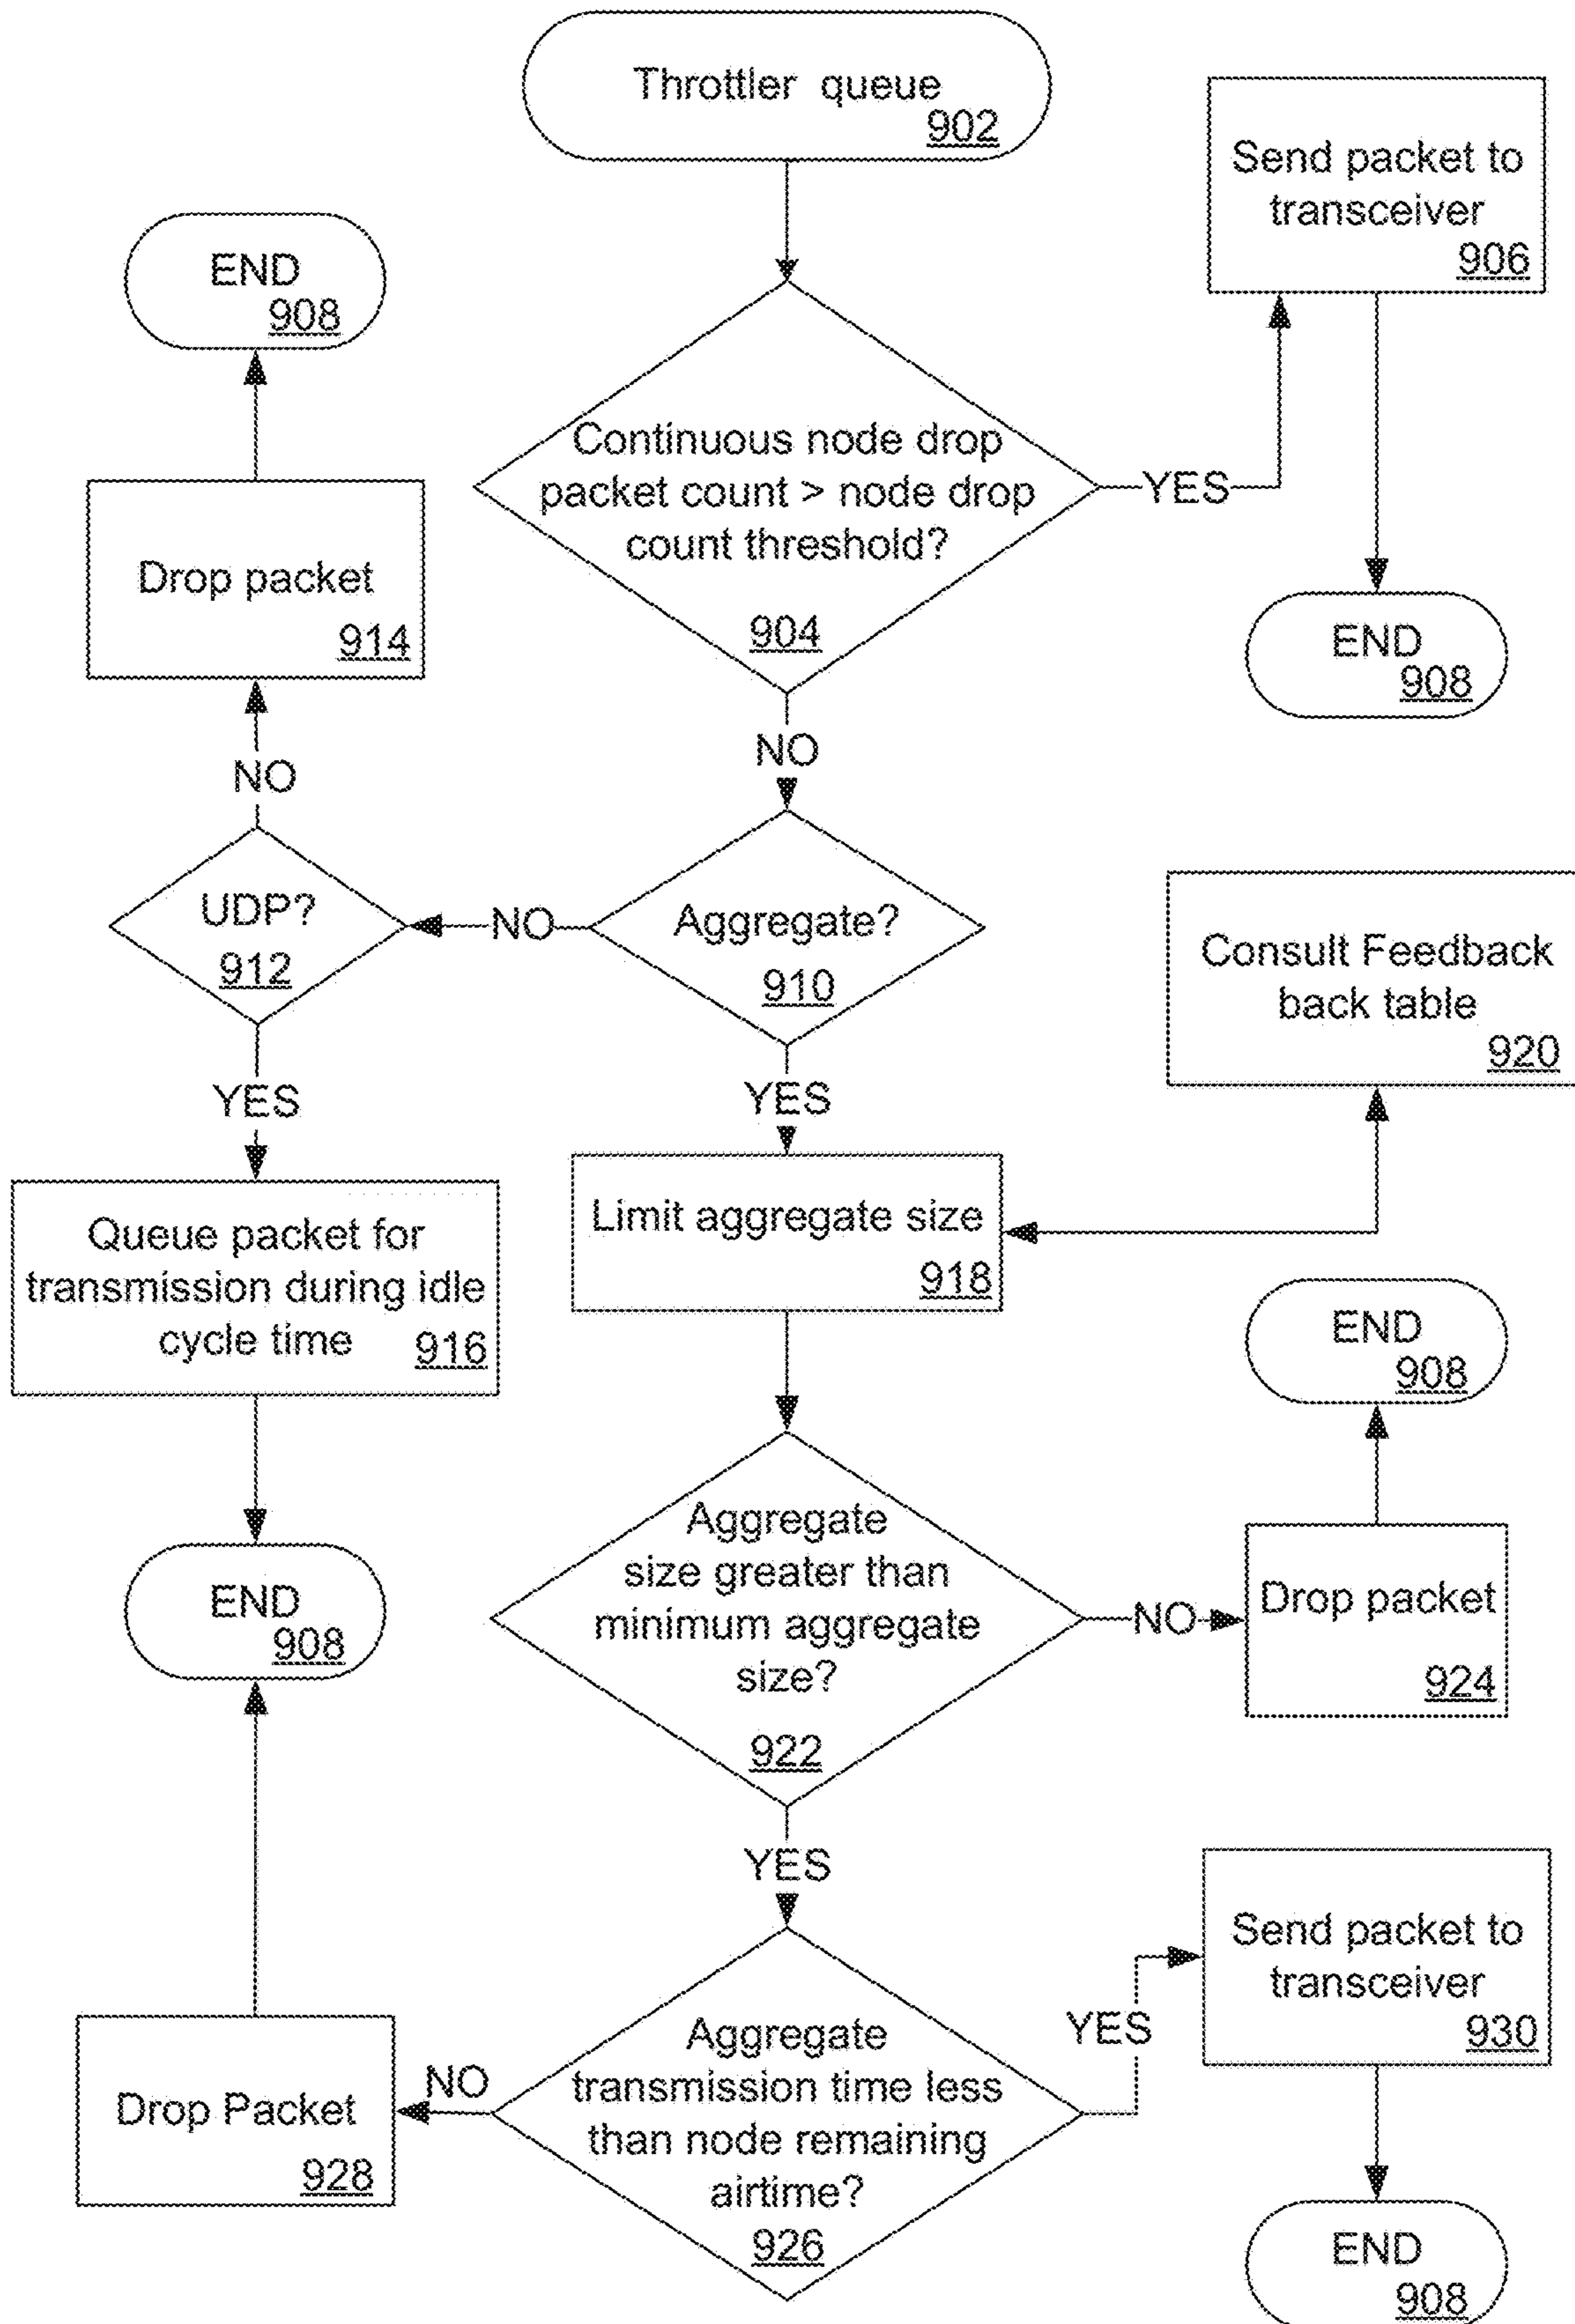 Throttler queue
902
Send packet to
transceiver
906
END
908
Continuous node drop
packet count > node drop
count threshold?
904
YES
END
908
Drop packet
914
NO
NO
UDP?
912
NO
Aggregate?
910
Consult Feedback
back table
920
YES
YES
Queue packet for
transmission during idle
cycle time 916
Limit aggregate size
918
END
908
Aggregate
size greater than
minimum aggregate
size?
922
NO
Drop packet
924
END
908
YES
Send packet to
transceiver
930
YES
Aggregate
transmission time less
than node remaining
airtime?
926
NO
Drop Packet
928
END
908